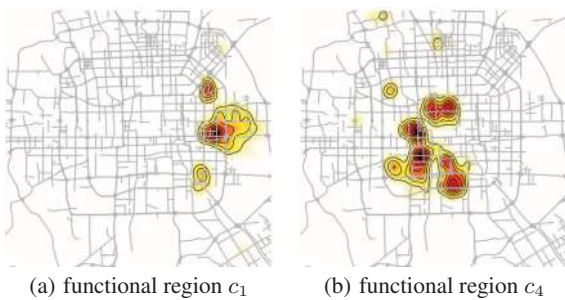 (a) functional region c₁
(b) functional region c₄